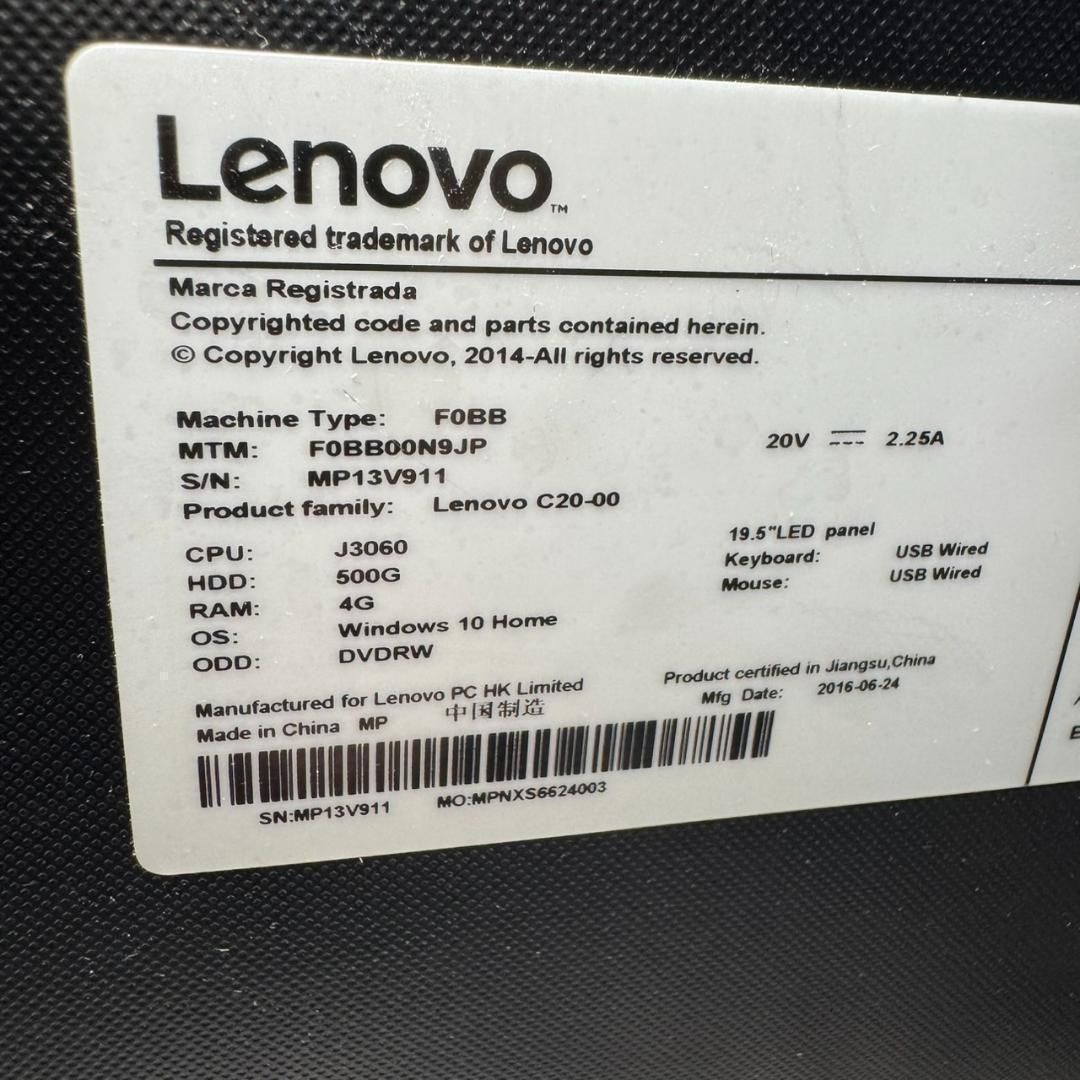 Lenovo™
Registered trademark of Lenovo
Marca Registrada
Copyrighted code and parts contained herein.
© Copyright Lenovo, 2014-All rights reserved.
Machine Type: F0BB
MTM: F0BB00N9JP
S/N: MP13V911
Product family: Lenovo C20-00
20V ⎓ 2.25A
CPU: J3060
HDD: 500G
RAM: 4G
OS: Windows 10 Home
ODD: DVDRW
19.5"LED panel
Keyboard: USB Wired
Mouse: USB Wired
Manufactured for Lenovo PC HK Limited
Made in China MP 中国制造
Product certified in Jiangsu,China
Mfg Date: 2016-06-24
SN:MP13V911 MO:MPNXS6624003